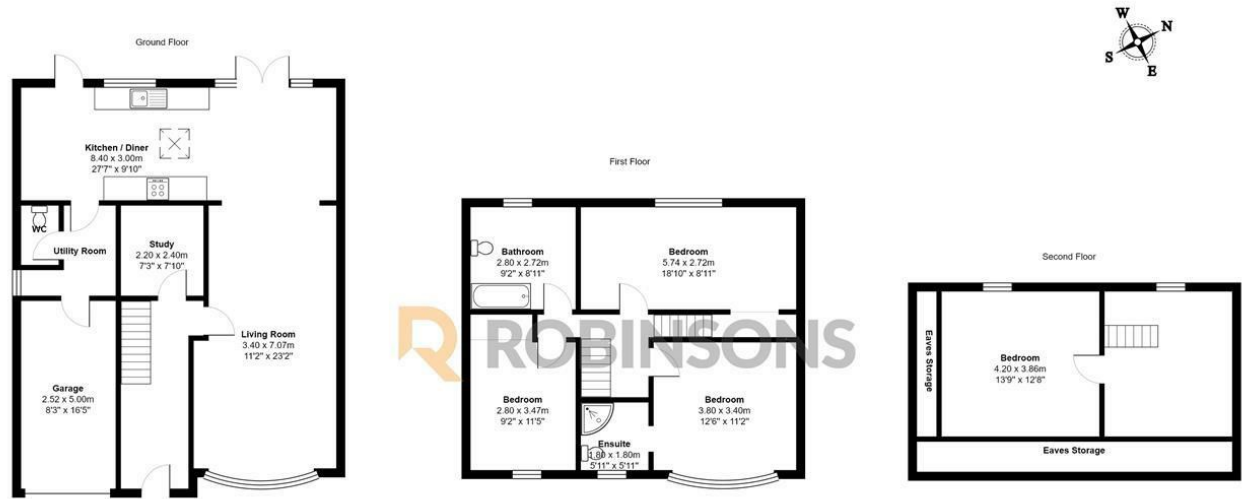 Ground Floor
Kitchen / Diner
8.40 x 3.00m
27'7" x 9'10"
WC
Utility Room
Study
2.20 x 2.40m
7'3" x 7'10"
Living Room
3.40 x 7.07m
11'2" x 23'2"
Garage
2.52 x 5.00m
8'3" x 16'5"
First Floor
Bathroom
2.80 x 2.72m
9'2" x 8'11"
Bedroom
5.74 x 2.72m
18'10" x 8'11"
Bedroom
2.80 x 3.47m
9'2" x 11'5"
Ensuite
1.80 x 1.80m
5'11" x 5'11"
Bedroom
3.80 x 3.40m
12'6" x 11'2"
ROBINSONS
W
N
S
E
Second Floor
Eaves Storage
Bedroom
4.20 x 3.86m
13'9" x 12'8"
Eaves Storage